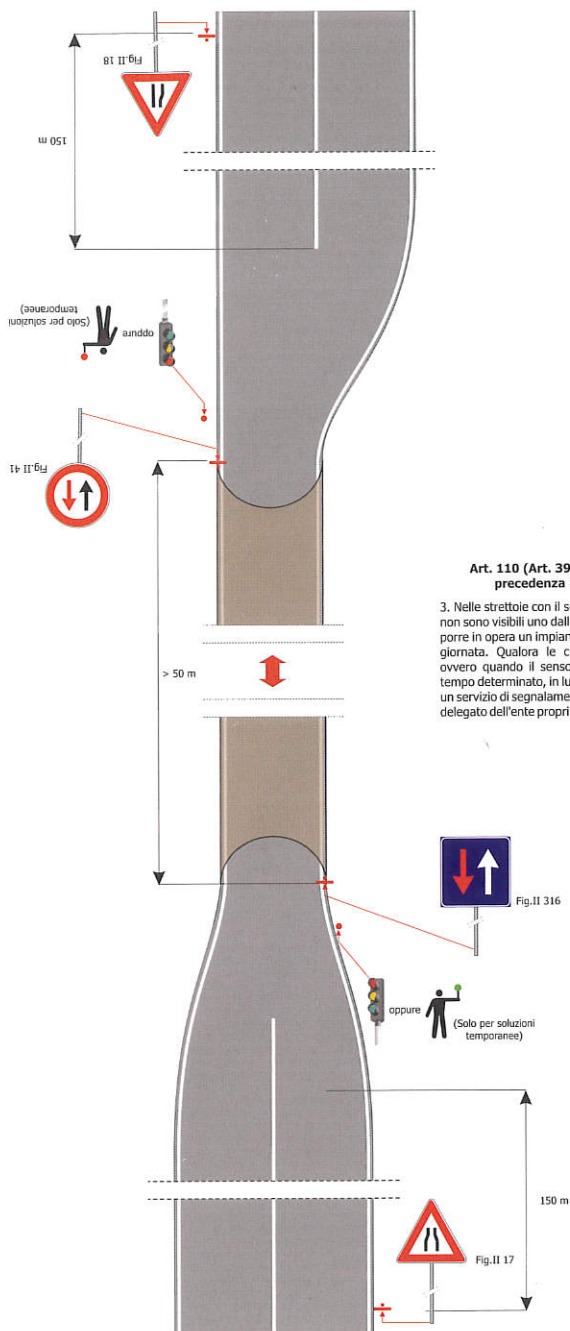 Fig.II 18
150 m
(Solo per soluzioni
temporanee)
oppure
Fig.II 41
Art. 110 (Art. 39
precedenza
3. Nelle strettoie con il s
non sono visibili uno dall
porre in opera un impian
giornata. Qualora le c
ovvero quando il senso
tempo determinato, in lu
un servizio di segnalame
delegato dell'ente propri
> 50 m
Fig.II 316
oppure
(Solo per soluzioni
temporanee)
150 m
Fig.II 17